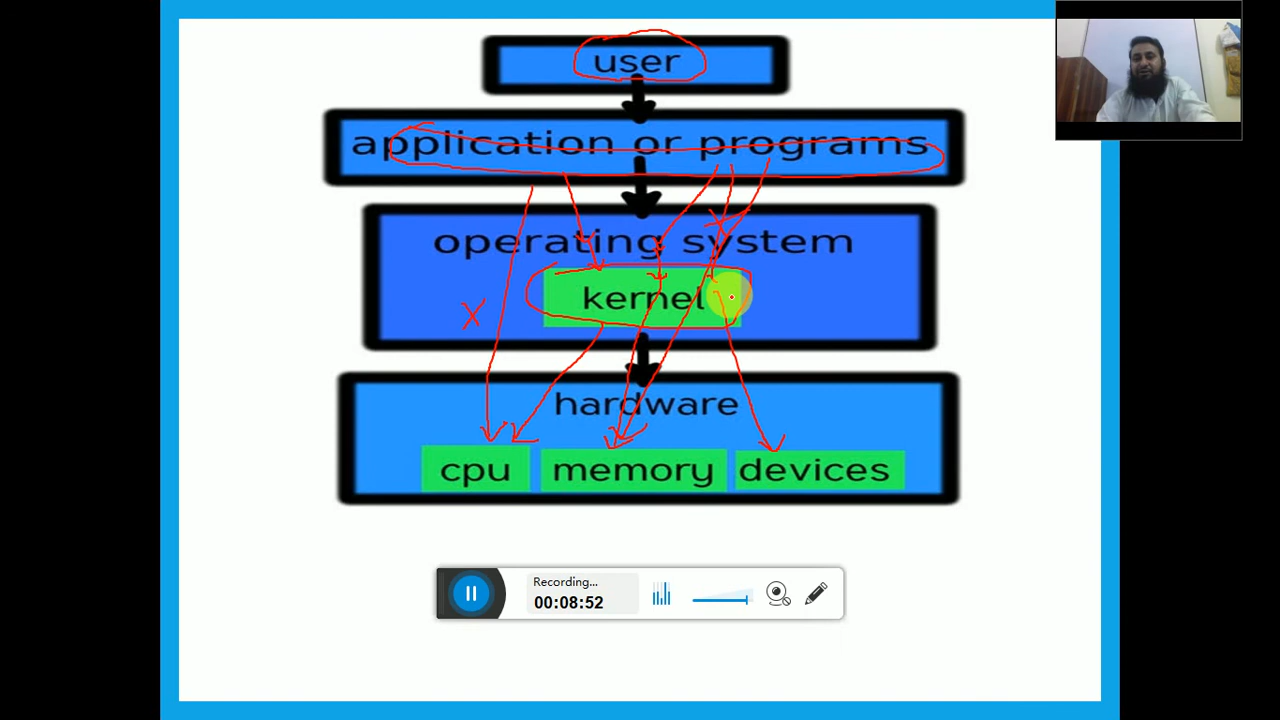 user
application or programs
operating system
kernel
hardware
cpu memory devices
Recording...
00:08:52